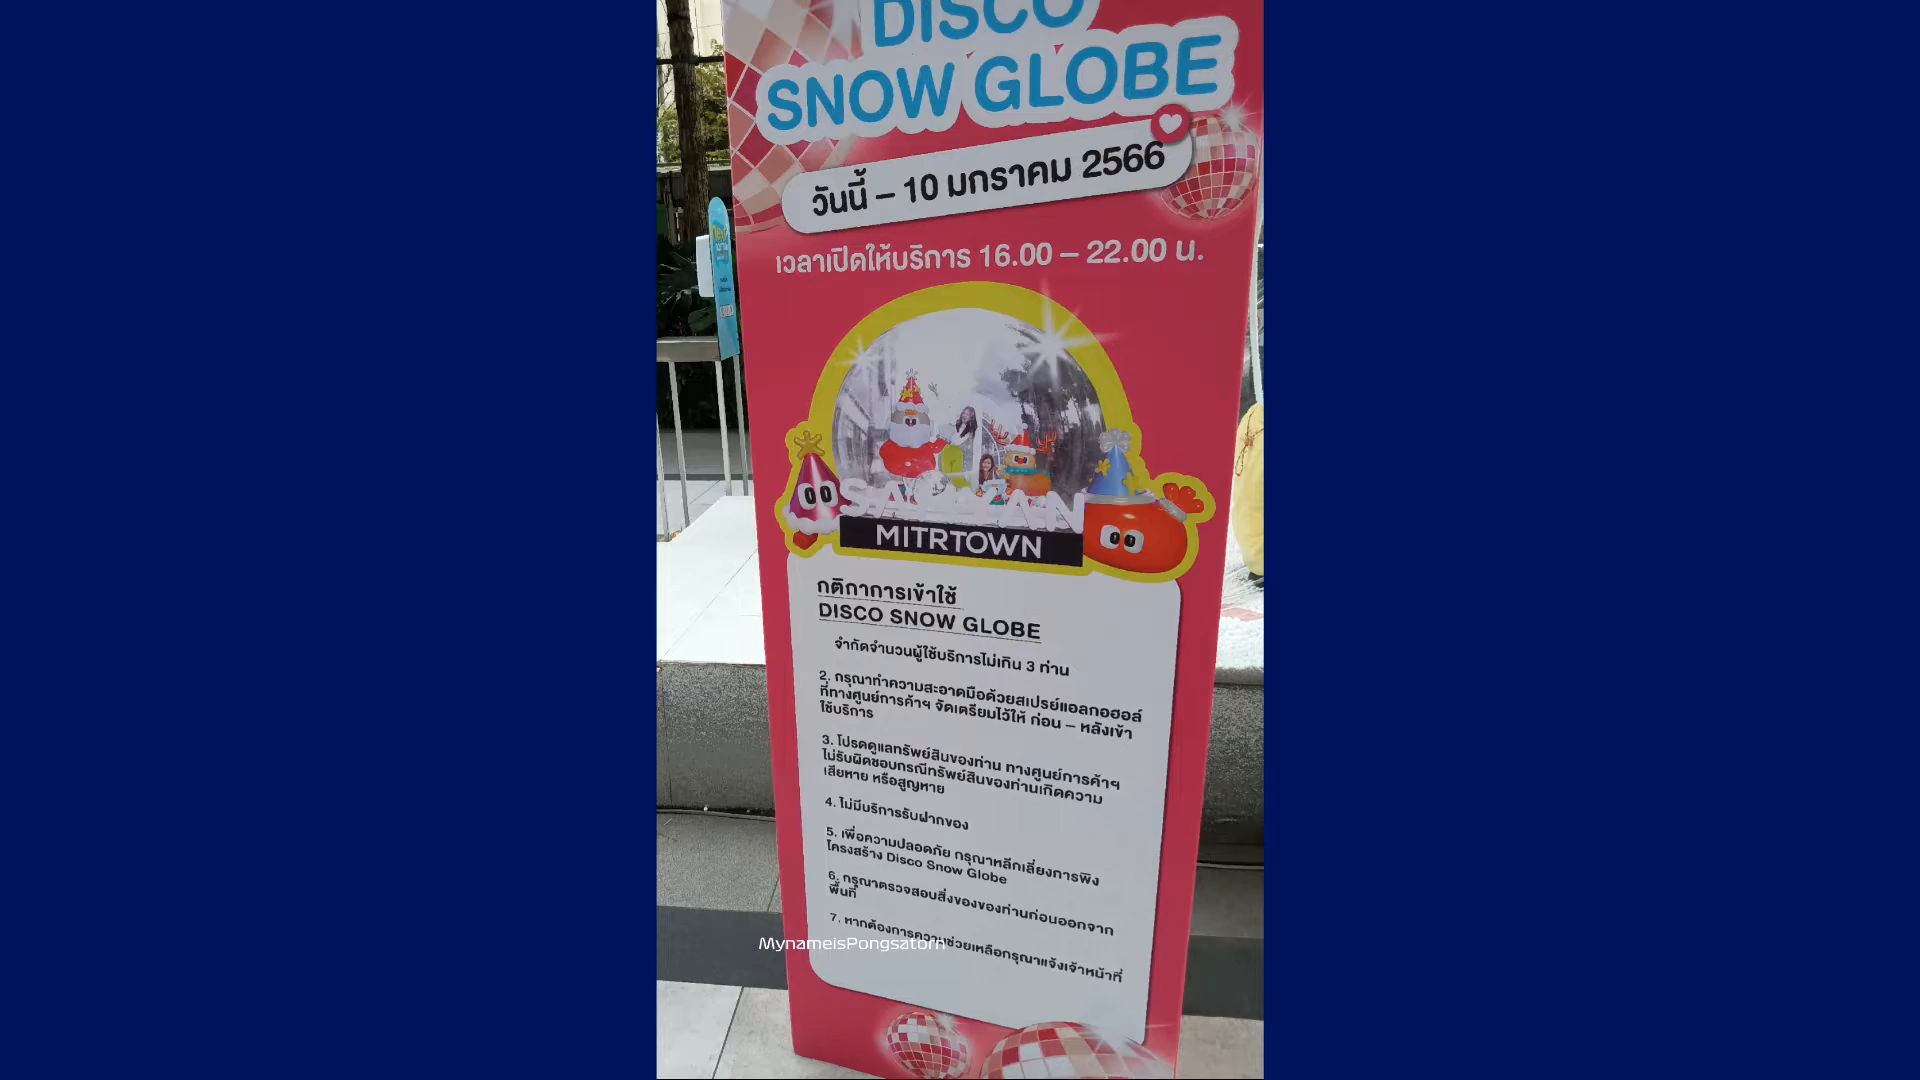 DISCO
SNOW GLOBE
วันนี้ – 10 มกราคม 2566
เวลาเปิดให้บริการ 16.00 – 22.00 น.
SAMYAN
MITRTOWN
กติกาการเข้าใช้
DISCO SNOW GLOBE
จำกัดจำนวนผู้ใช้บริการไม่เกิน 3 ท่าน
2. กรุณาทำความสะอาดมือด้วยสเปรย์แอลกอฮอล์
ที่ทางศูนย์การค้าฯ จัดเตรียมไว้ให้ ก่อน – หลังเข้า
ใช้บริการ
3. โปรดดูแลทรัพย์สินของท่าน ทางศูนย์การค้าฯ
ไม่รับผิดชอบกรณีทรัพย์สินของท่านเกิดความ
เสียหาย หรือสูญหาย
4. ไม่มีบริการรับฝากของ
5. เพื่อความปลอดภัย กรุณาหลีกเลี่ยงการพิง
โครงสร้าง Disco Snow Globe
6. กรุณาตรวจสอบสิ่งของของท่านก่อนออกจาก
พื้นที่
7. หากต้องการความช่วยเหลือกรุณาแจ้งเจ้าหน้าที่
MynameisPongsatorn